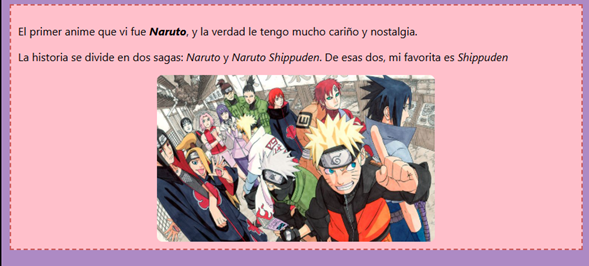 El primer anime que vi fue Naruto, y la verdad le tengo mucho cariño y nostalgia.
La historia se divide en dos sagas: Naruto y Naruto Shippuden. De esas dos, mi favorita es Shippuden